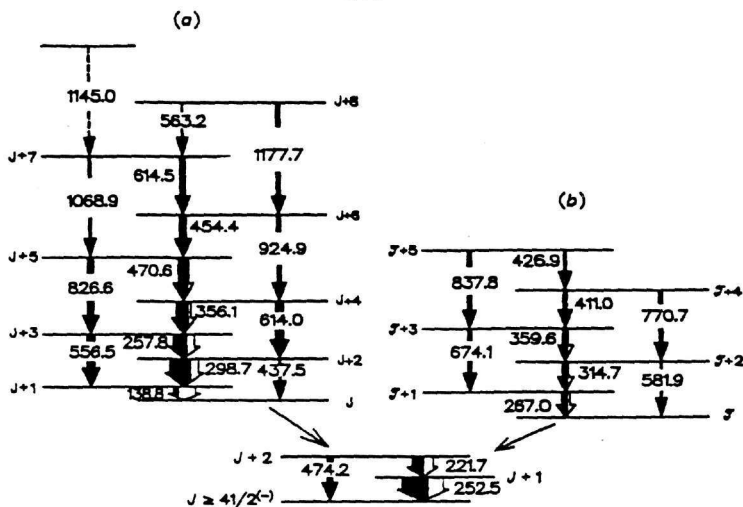 (a)
1145.0
J+8
563.2
J+7
614.5
1177.7
1068.9
J+6
454.4
(b)
J+5
470.6
924.9
J+5
426.9
826.6
837.8
J+4
J+4
356.1
411.0
J+3
257.8
614.0
J+3
770.7
556.5
674.1
359.6
J+2
J+2
298.7
437.5
314.7
J+1
J+1
581.9
138.8
J
267.0
J
J+2
474.2
221.7
J+1
J ≥ 41/2(-)
252.5